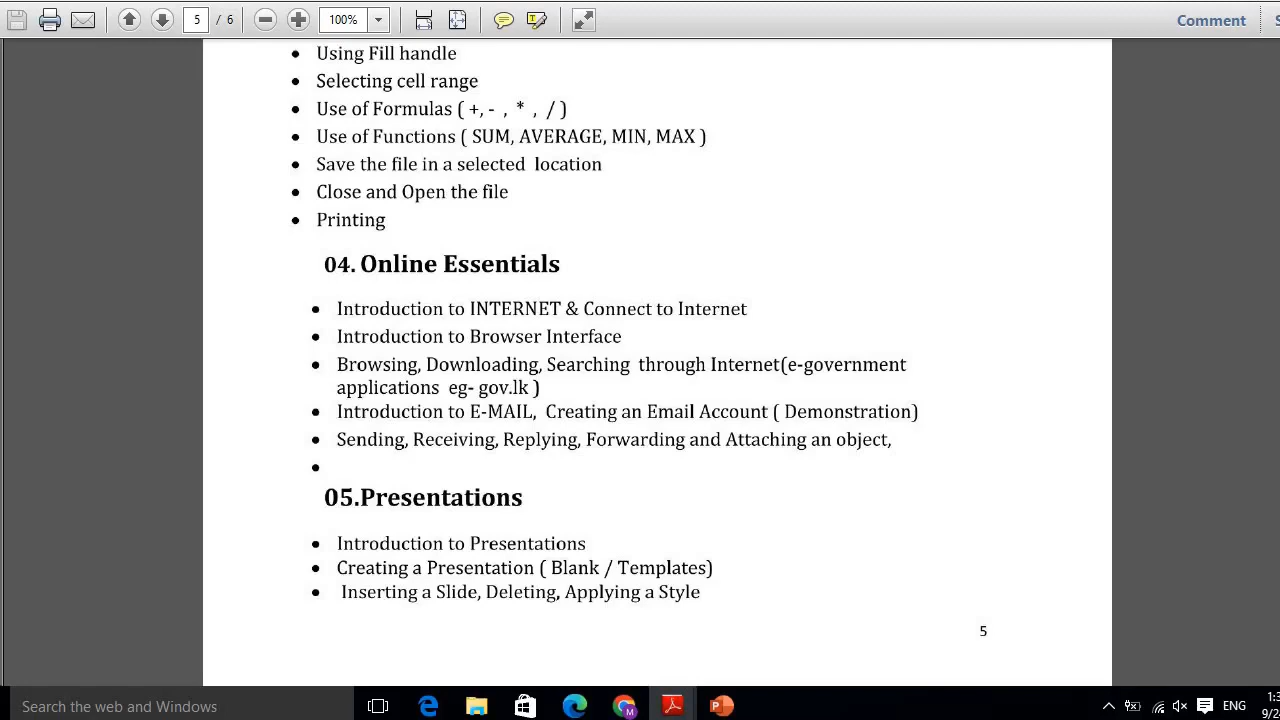 5 / 6
100%
Comment
• Using Fill handle
• Selecting cell range
• Use of Formulas ( +, - , * , / )
• Use of Functions ( SUM, AVERAGE, MIN, MAX )
• Save the file in a selected location
• Close and Open the file
• Printing
04. Online Essentials
• Introduction to INTERNET & Connect to Internet
• Introduction to Browser Interface
• Browsing, Downloading, Searching through Internet(e-government
applications eg- gov.lk )
• Introduction to E-MAIL, Creating an Email Account ( Demonstration)
• Sending, Receiving, Replying, Forwarding and Attaching an object,
•
05.Presentations
• Introduction to Presentations
• Creating a Presentation ( Blank / Templates)
• Inserting a Slide, Deleting, Applying a Style
5
Search the web and Windows
ENG